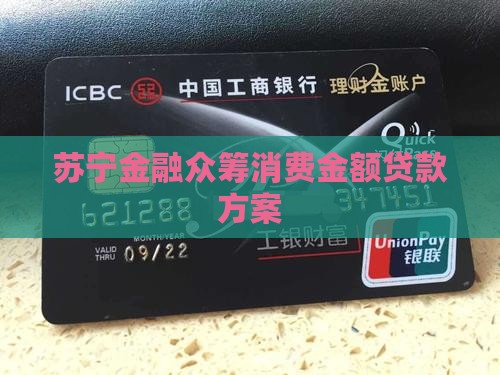 ICBC 中国工商银行 理财金账户
Quick
Pass
苏宁金融众筹消费金额贷款
方案
621288 347451
MONTH/YEAR
VALID
THRU 09/22
工银财富
UnionPay
银联